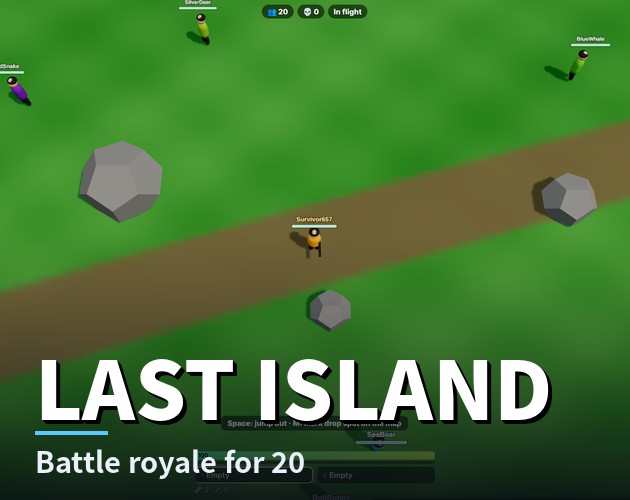 SilverDeer
👥 20
💀 0
In flight
BlueWhale
dSnake
Survivor657
LAST ISLAND
Space: jump out · M: mark drop spot on the map
SeaBear
Battle royale for 20
Empty
Empty